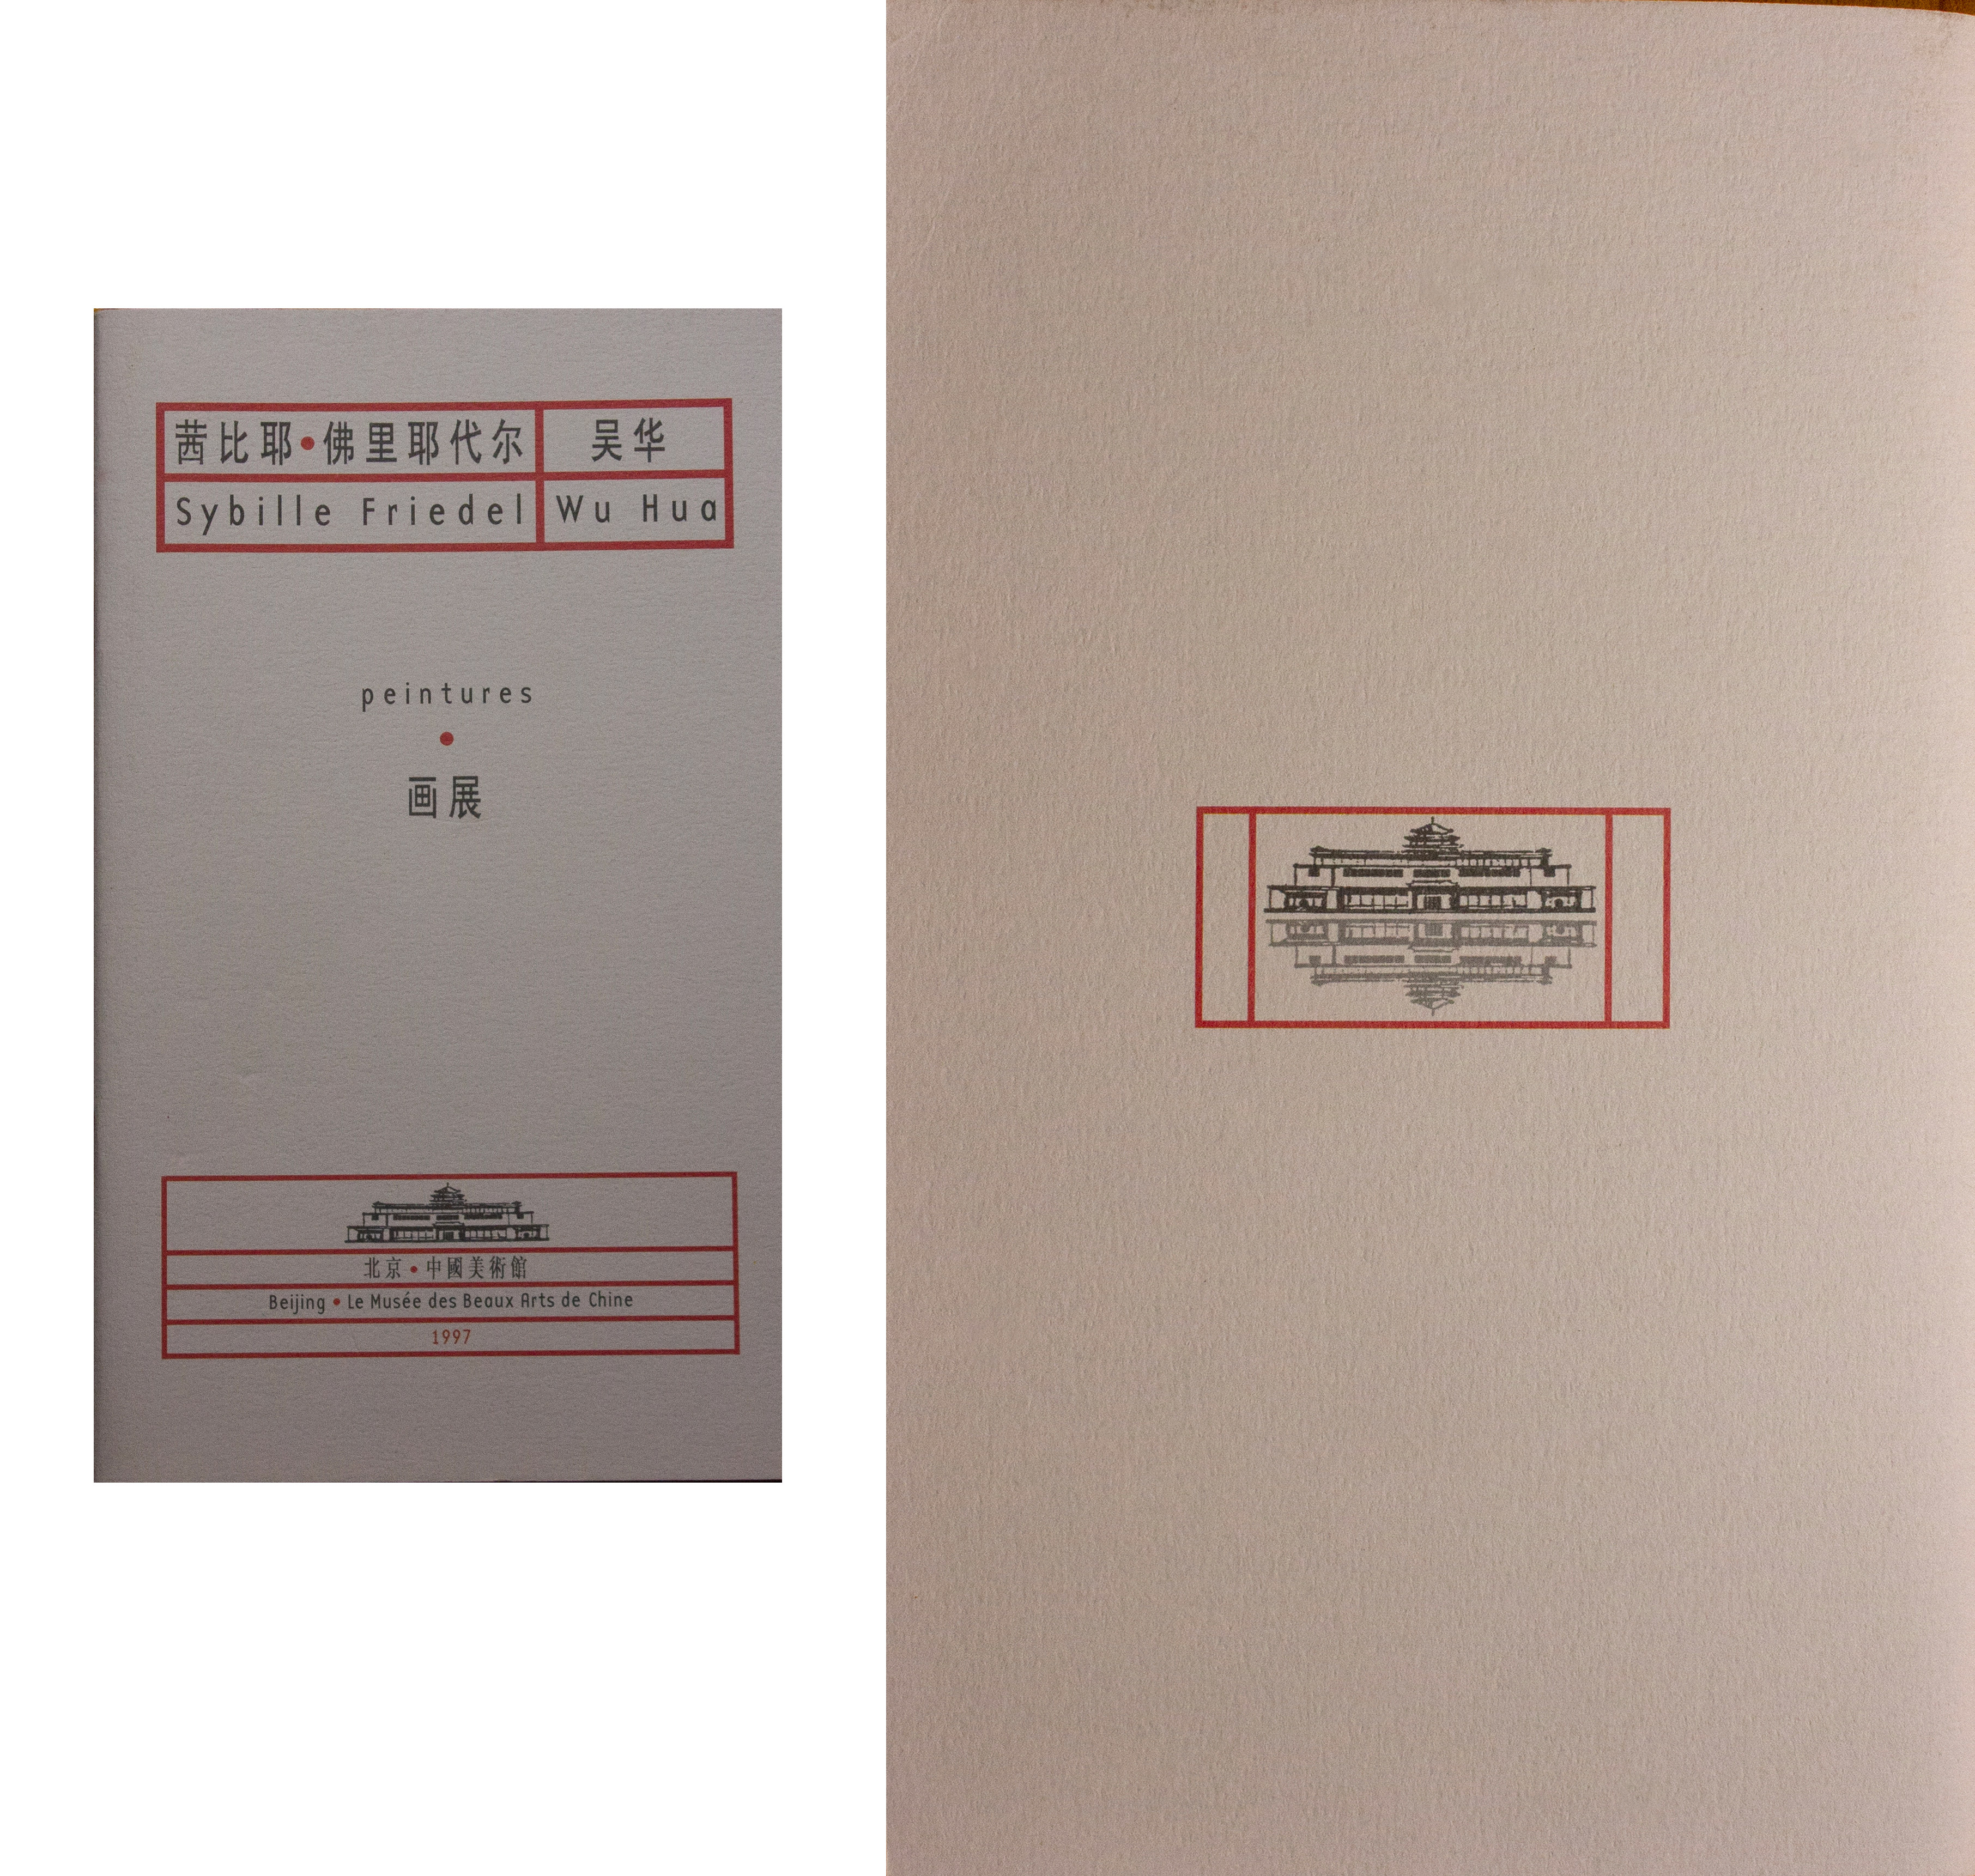 茜比耶•佛里耶代尔 吴华
Sybille Friedel Wu Hua
peintures
•
画展
北京•中國美術館
Beijing • Le Musée des Beaux Arts de Chine
1997